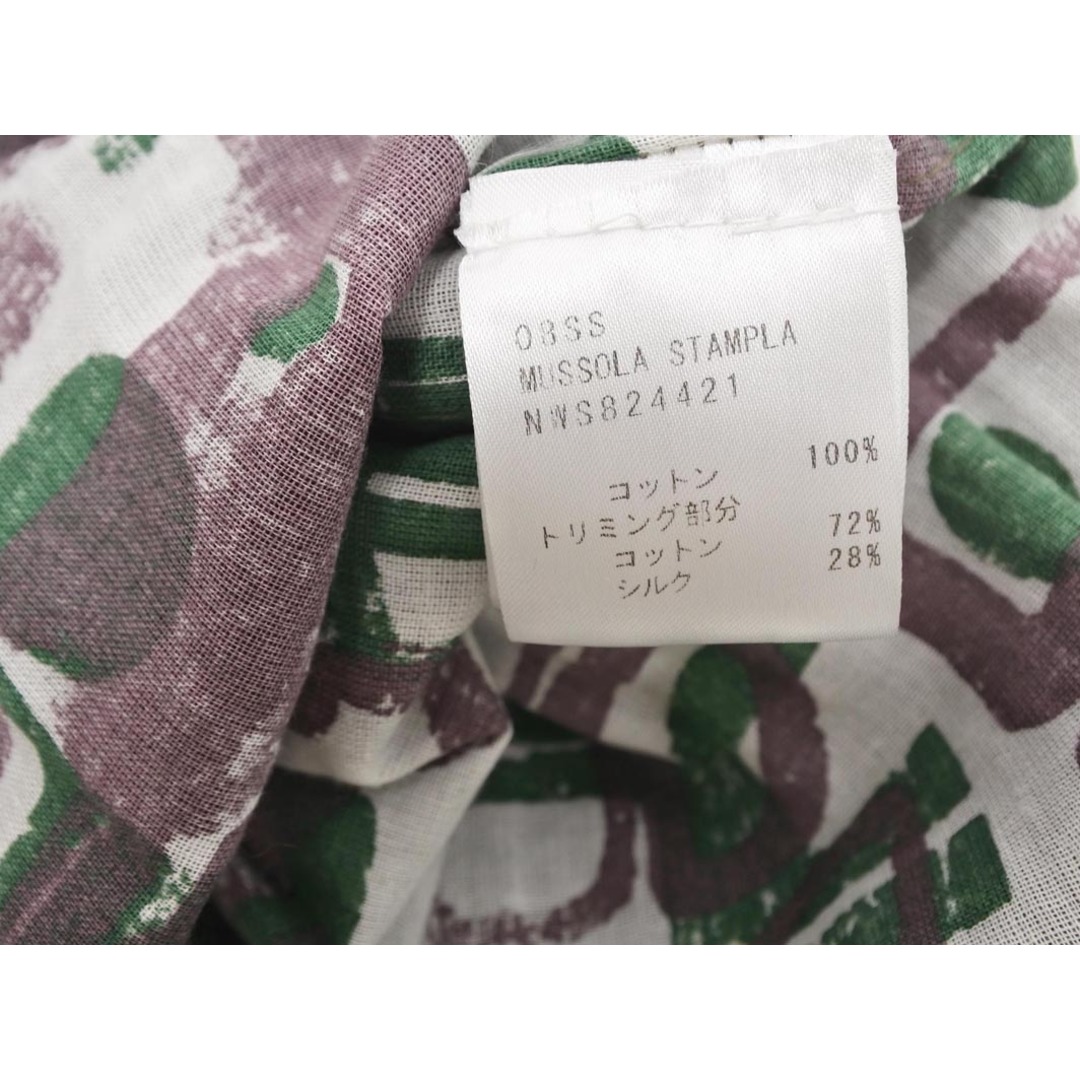 08SS
MUSSOLA STAMPLA
NWS824421
コットン 100%
トリミング部分
コットン 72%
シルク 28%